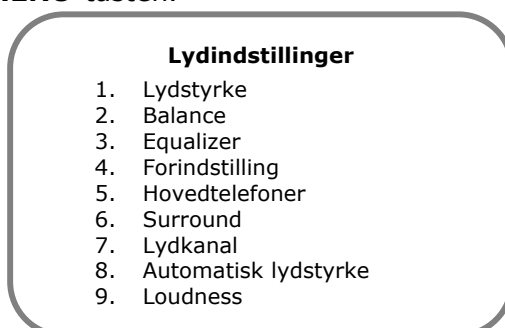 tasten.
Lydindstillinger
1. Lydstyrke
2. Balance
3. Equalizer
4. Forindstilling
5. Hovedtelefoner
6. Surround
7. Lydkanal
8. Automatisk lydstyrke
9. Loudness